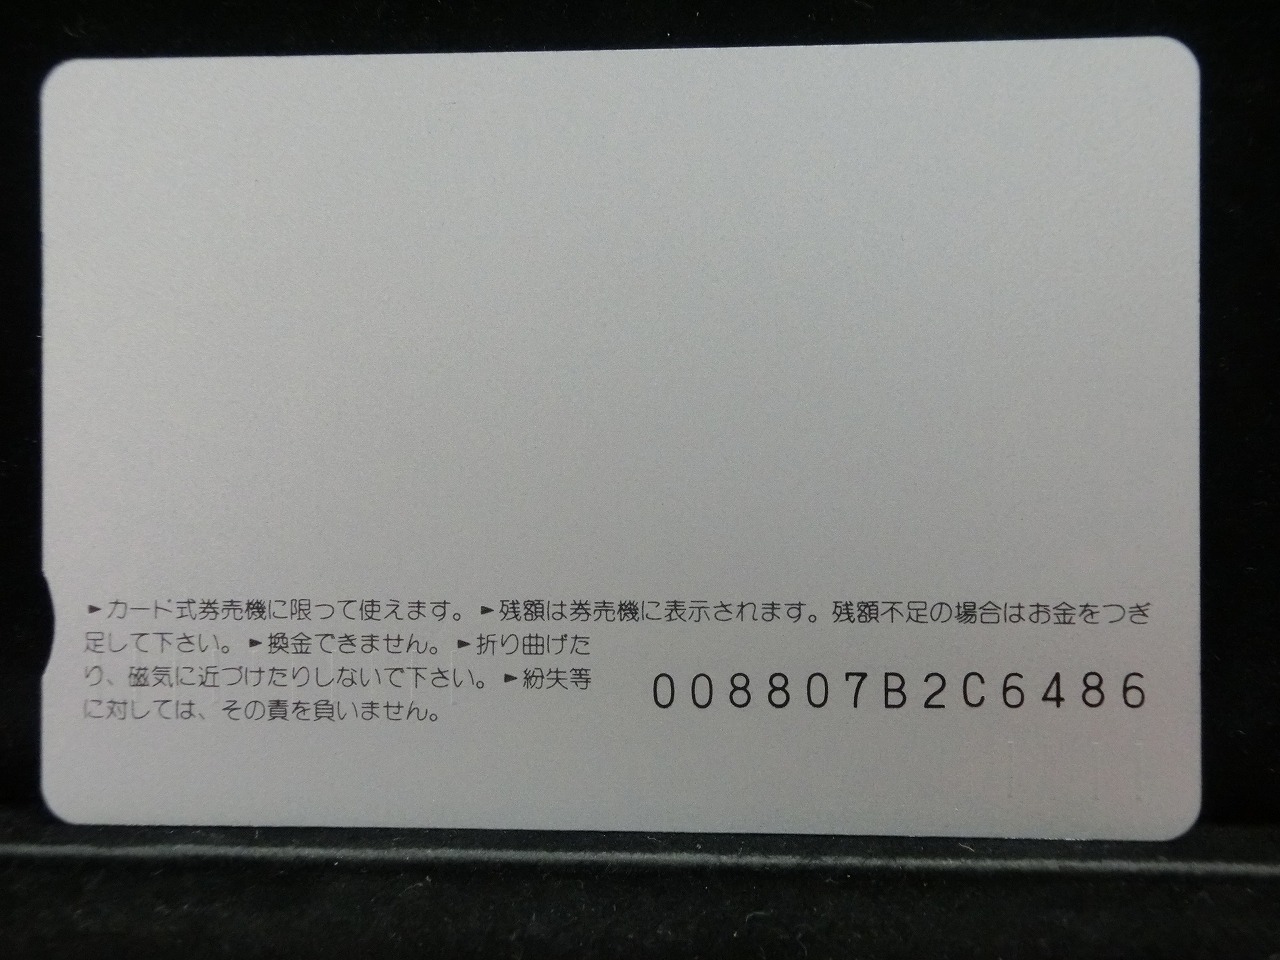 ►カード式券売機に限って使えます。►残額は券売機に表示されます。残額不足の場合はお金をつぎ
足して下さい。►換金できません。►折り曲げた
り、磁気に近づけたりしないで下さい。►紛失等
に対しては、その責を負いません。
008807B2C6486